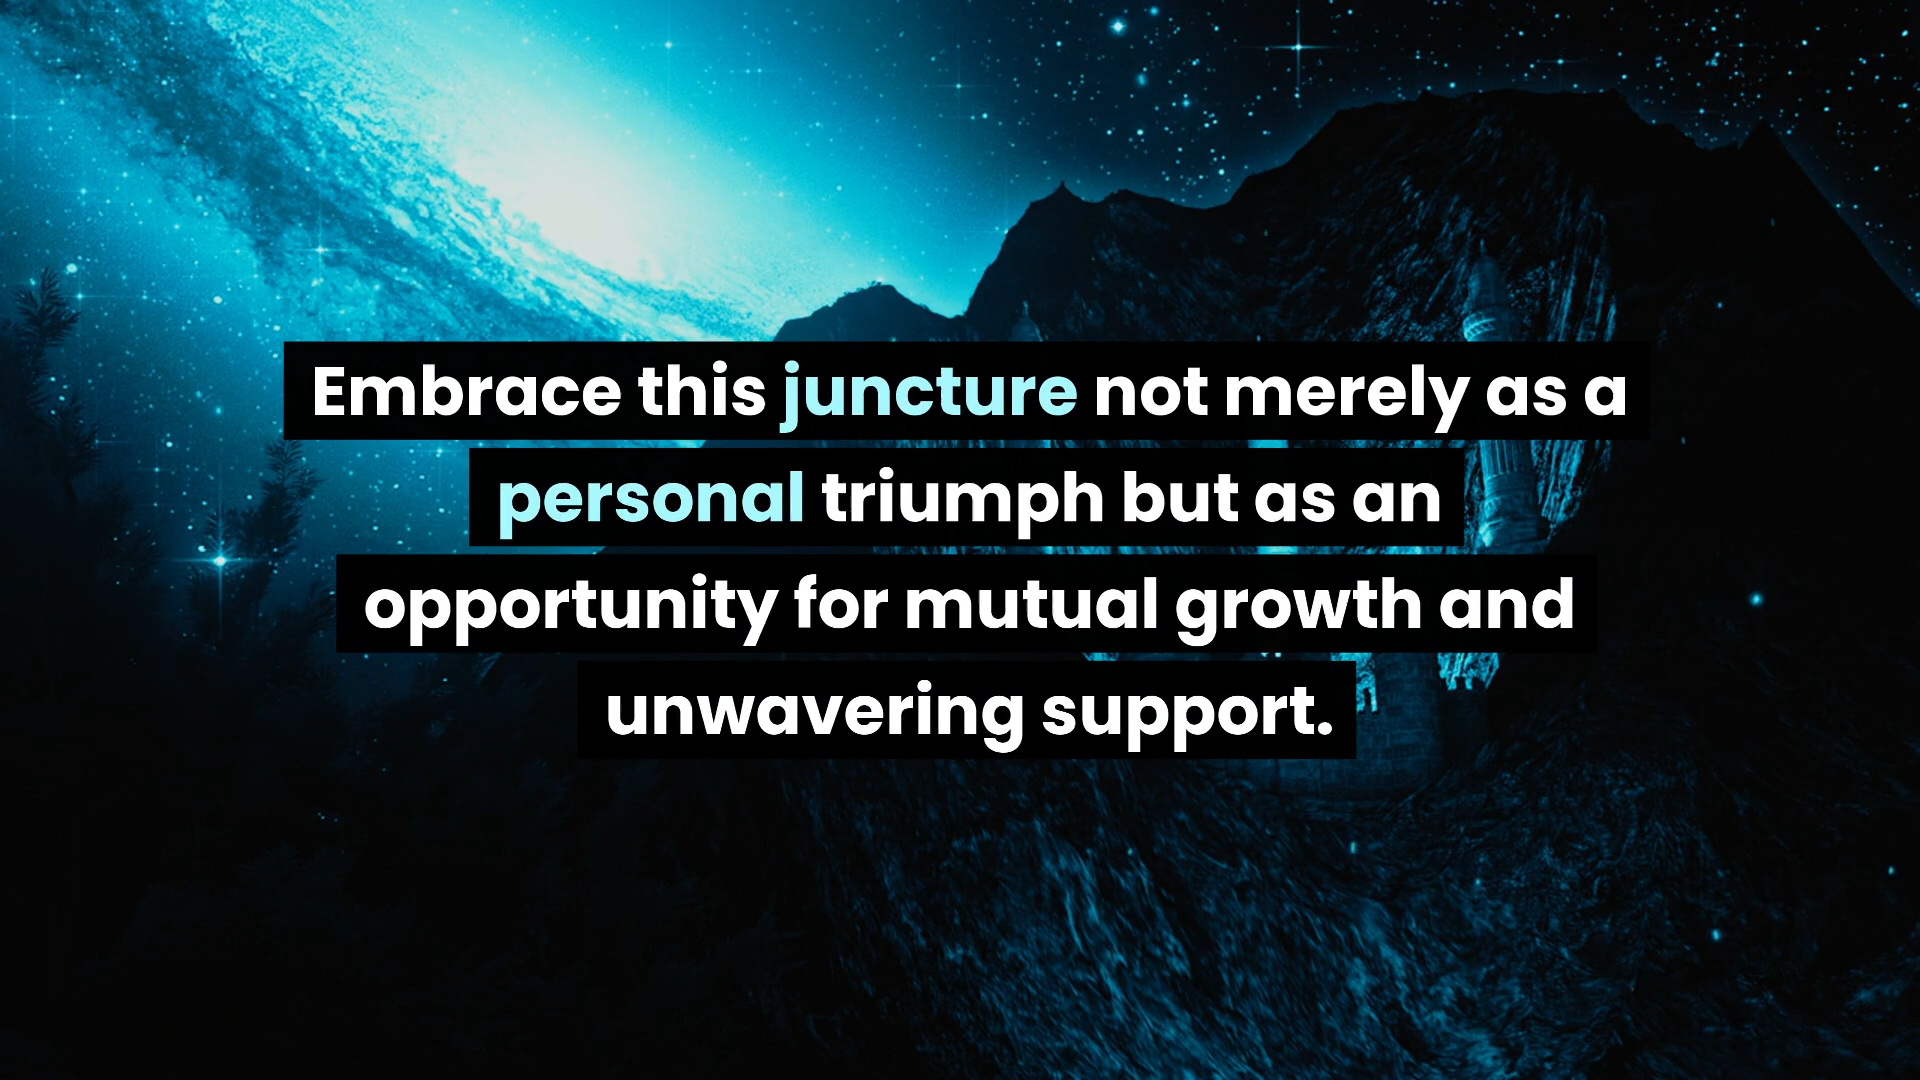 Embrace this juncture not merely as a
personal triumph but as an
opportunity for mutual growth and
unwavering support.